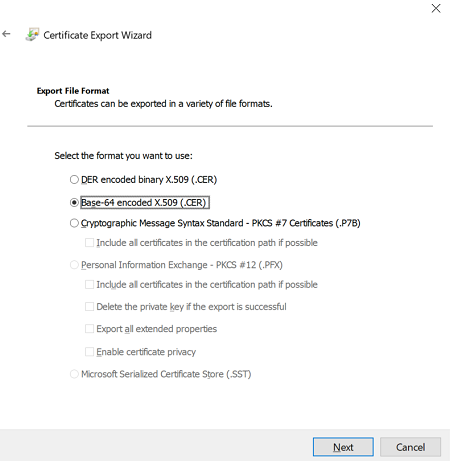 Certificate Export Wizard
Export File Format
Certificates can be exported in a variety of file formats.
Select the format you want to use:
DER encoded binary X.509 (.CER)
Base-64 encoded X.509 (.CER)
Cryptographic Message Syntax Standard - PKCS #7 Certificates (.P7B)
Include all certificates in the certification path if possible
Personal Information Exchange - PKCS #12 (.PFX)
Include all certificates in the certification path if possible
Delete the private key if the export is successful
Export all extended properties
Enable certificate privacy
Microsoft Serialized Certificate Store (.SST)
Next Cancel